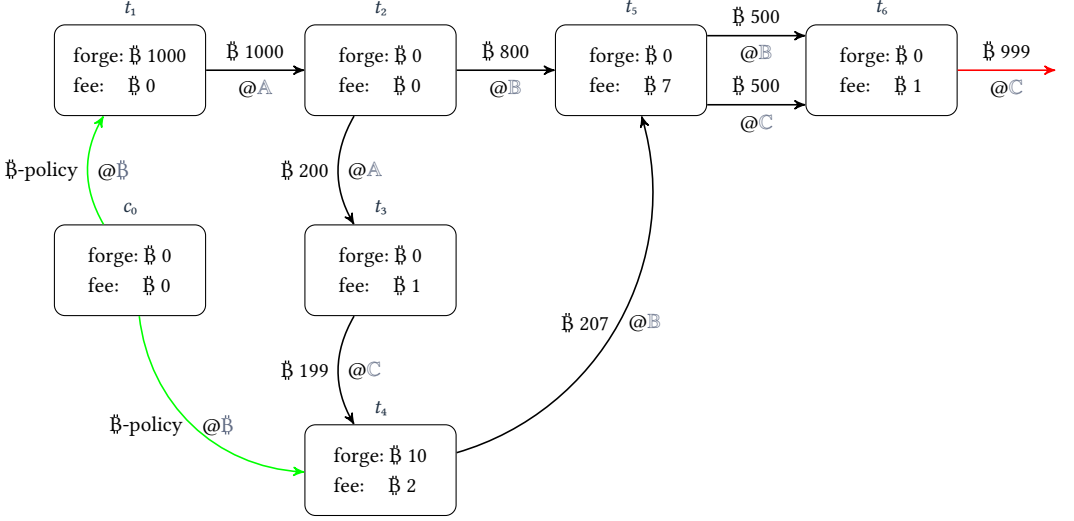 t₁
t₂
t₅
t₆
forge: ₿ 1000
fee: ₿ 0
₿ 1000
@𝔸
forge: ₿ 0
fee: ₿ 0
₿ 800
@𝔹
forge: ₿ 0
fee: ₿ 7
₿ 500
@𝔹
₿ 500
@ℂ
forge: ₿ 0
fee: ₿ 1
₿ 999
@ℂ
₿-policy @₿
₿ 200 @𝔸
c₀
t₃
forge: ₿ 0
fee: ₿ 0
forge: ₿ 0
fee: ₿ 1
₿ 207 @𝔹
₿ 199 @ℂ
₿-policy @₿
t₄
forge: ₿ 10
fee: ₿ 2